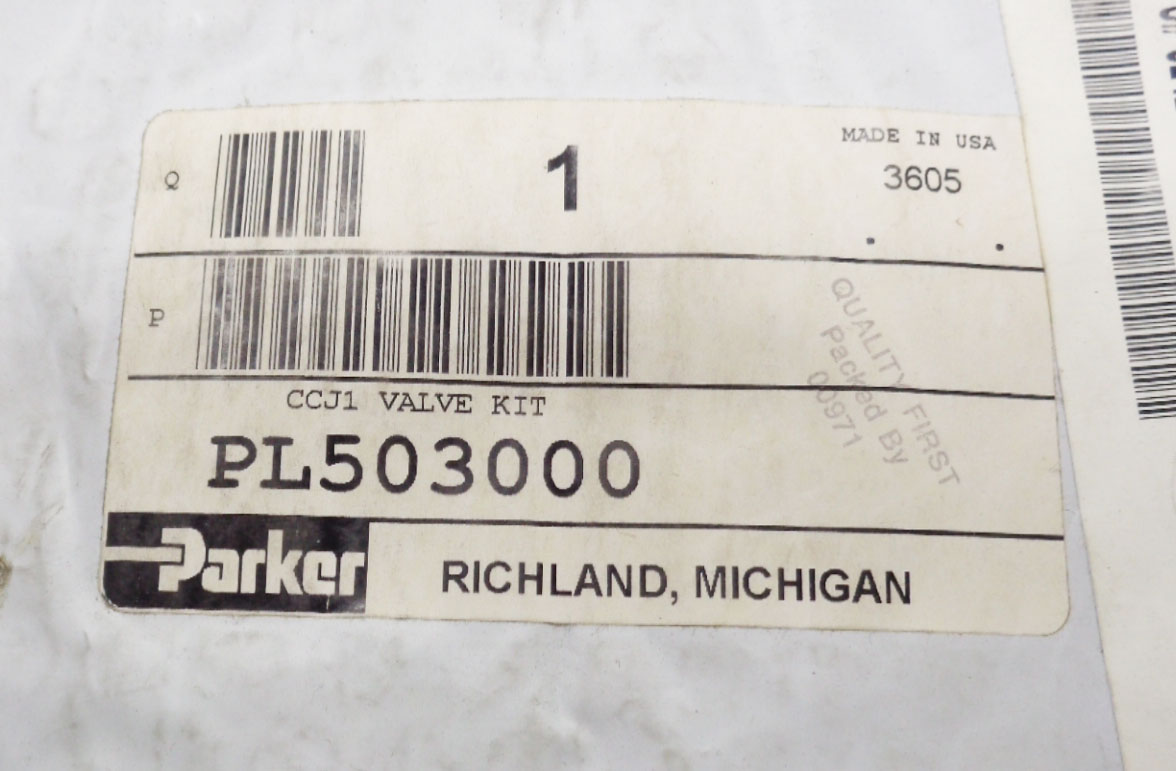 Q
1
MADE IN USA
3605
P
QUALITY FIRST
Packed By
00971
CCJ1 VALVE KIT
PL503000
Parker
RICHLAND, MICHIGAN